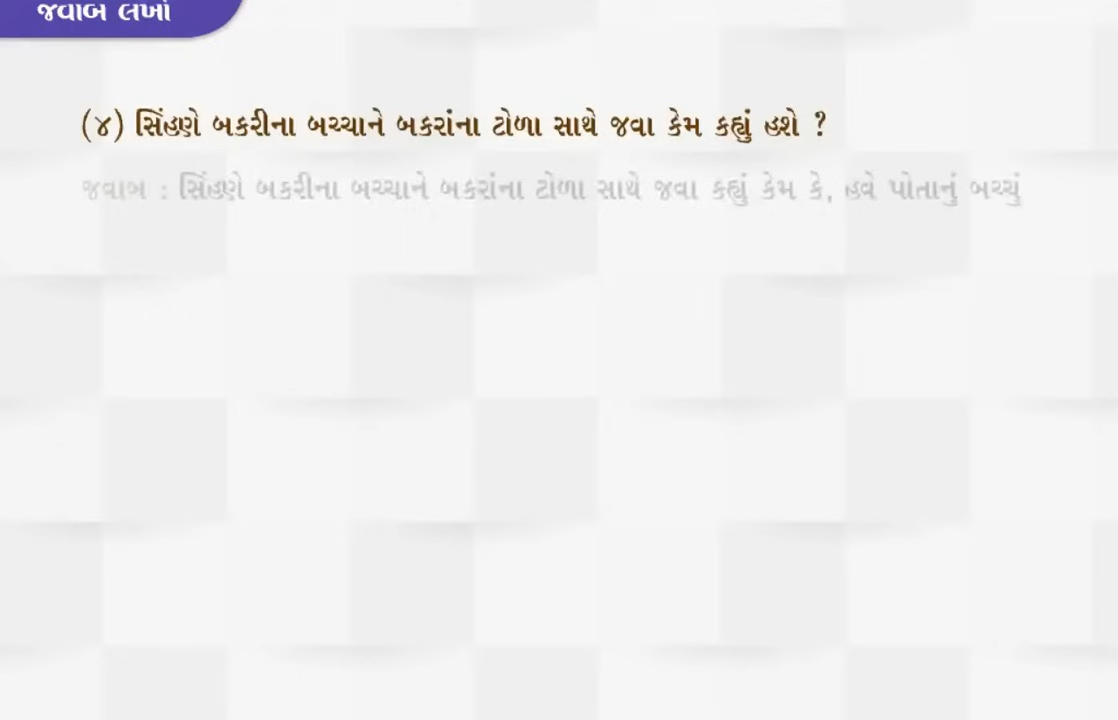 જવાબ લખો
(૪) સિંહણે બકરીના બચ્ચાને બકરાંના ટોળા સાથે જવા કેમ કહ્યું હશે ?
જવાબ : સિંહણે બકરીના બચ્ચાને બકરાંના ટોળા સાથે જવા કહ્યું કેમ કે, હવે પોતાનું બચ્ચું